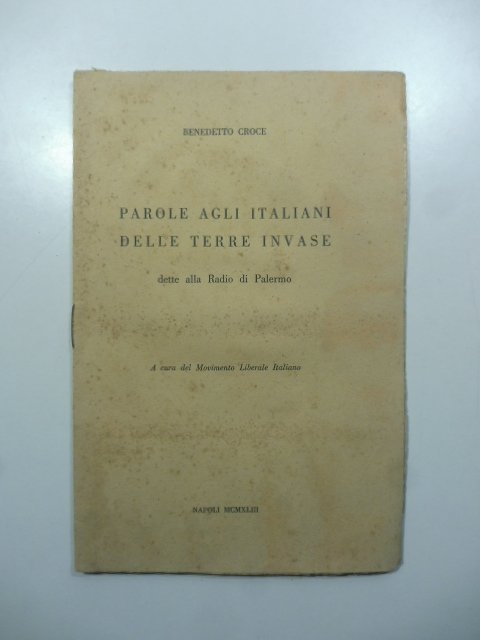 BENEDETTO CROCE
PAROLE AGLI ITALIANI
DELLE TERRE INVASE
dette alla Radio di Palermo
A cura del Movimento Liberale Italiano
NAPOLI MCMXLIII